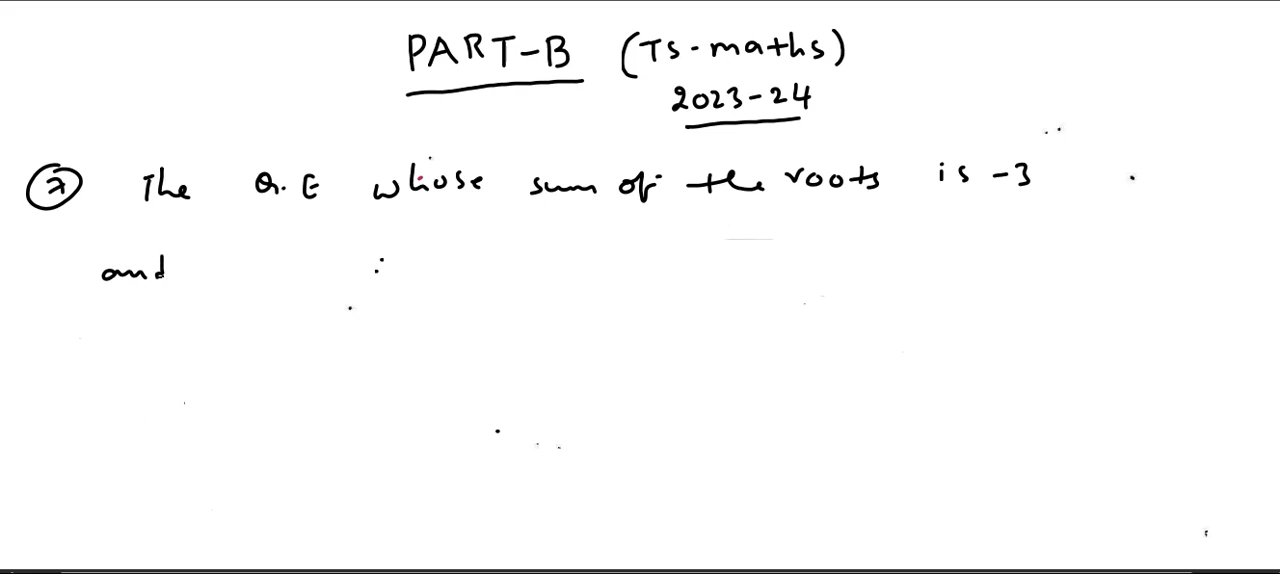 PART-B (TS-maths)
2023-24
⑦ The Q.E whose sum of the roots is -3
and